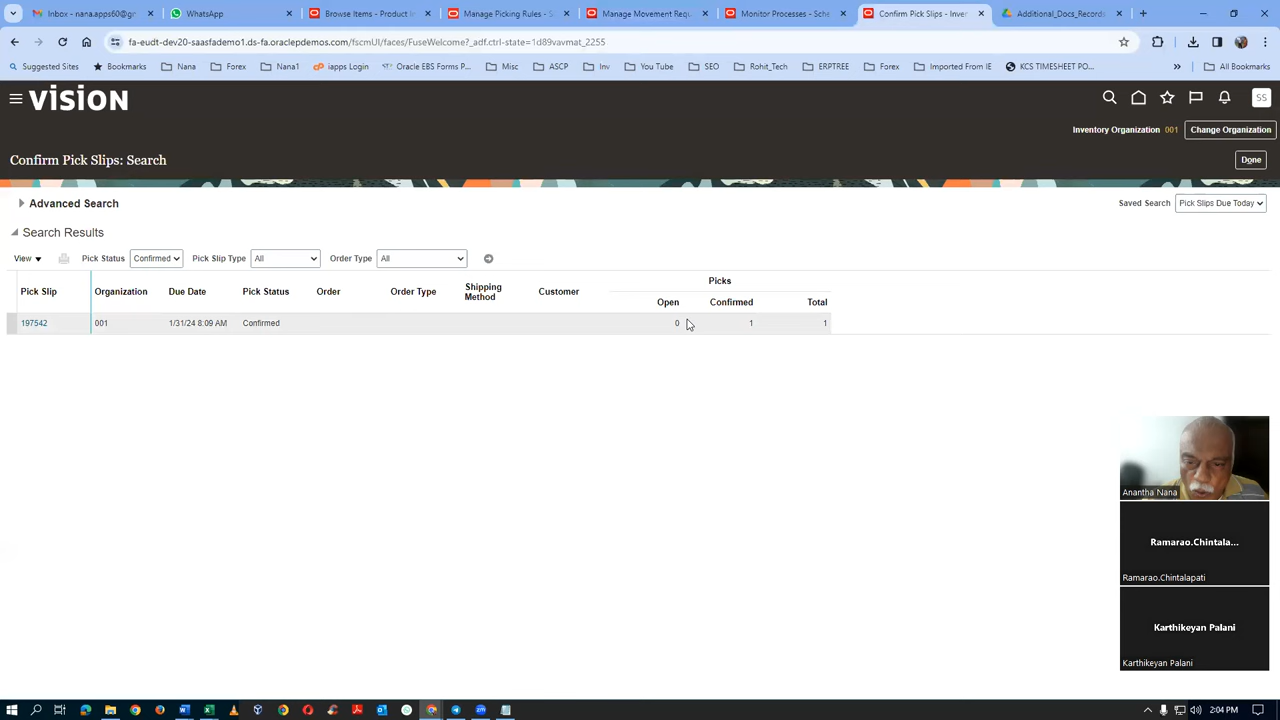 Inbox - nana.apps60@gr
WhatsApp
Browse Items - Product In
Manage Picking Rules - S
Manage Movement Requ
Monitor Processes - Sche
Confirm Pick Slips - Inver
Additional_Docs_Records
fa-eudt-dev20-saasfademo1.ds-fa.oraclepdemos.com/fscmUI/faces/FuseWelcome?_adf.ctrl-state=1d89vavmat_2255
Suggested Sites Bookmarks Nana Forex Nana1 iapps Login Oracle EBS Forms P... Misc ASCP Inv You Tube SEO Rohit_Tech ERPTREE Forex Imported From IE KCS TIMESHEET PO... » All Bookmarks
VISION
SS
Inventory Organization 001 Change Organization
Confirm Pick Slips: Search Done
Advanced Search Saved Search Pick Slips Due Today
Search Results
View Pick Status Confirmed Pick Slip Type All Order Type All
Pick Slip Organization Due Date Pick Status Order Order Type Shipping Method Customer Picks
Open Confirmed Total
197542 001 1/31/24 8:09 AM Confirmed 0 1 1
Anantha Nana
Ramarao.Chintala...
Ramarao.Chintalapati
Karthikeyan Palani
Karthikeyan Palani
2:04 PM